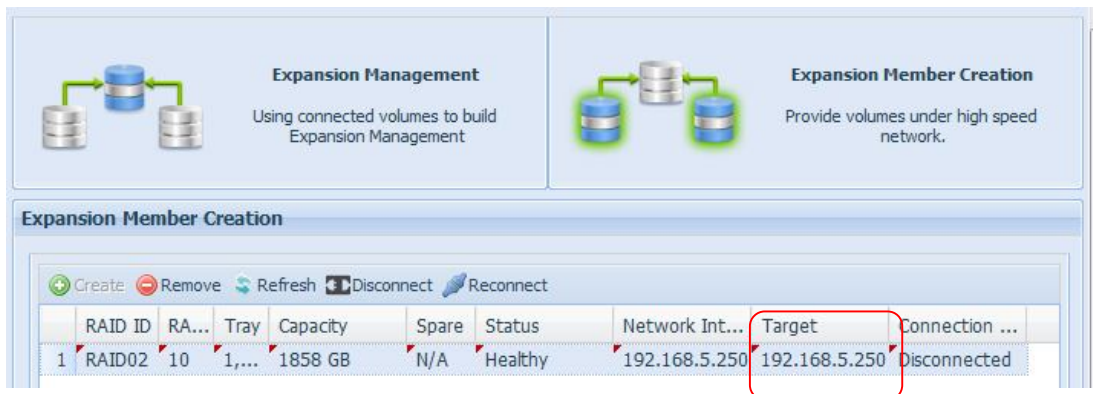 Expansion Management
Using connected volumes to build
Expansion Management
Expansion Member Creation
Provide volumes under high speed
network.
Expansion Member Creation
Create Remove Refresh Disconnect Reconnect
RAID ID RA... Tray Capacity Spare Status Network Int... Target Connection ...
1 RAID02 10 1,... 1858 GB N/A Healthy 192.168.5.250 192.168.5.250 Disconnected